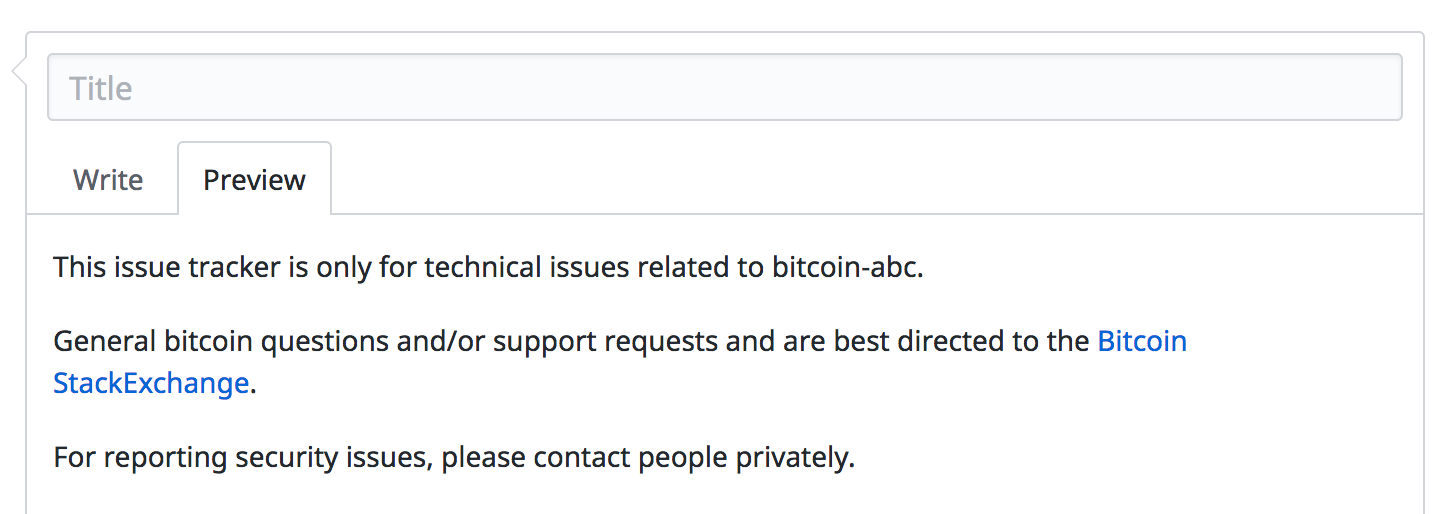 Title
Write Preview
This issue tracker is only for technical issues related to bitcoin-abc.
General bitcoin questions and/or support requests and are best directed to the Bitcoin
StackExchange.
For reporting security issues, please contact people privately.